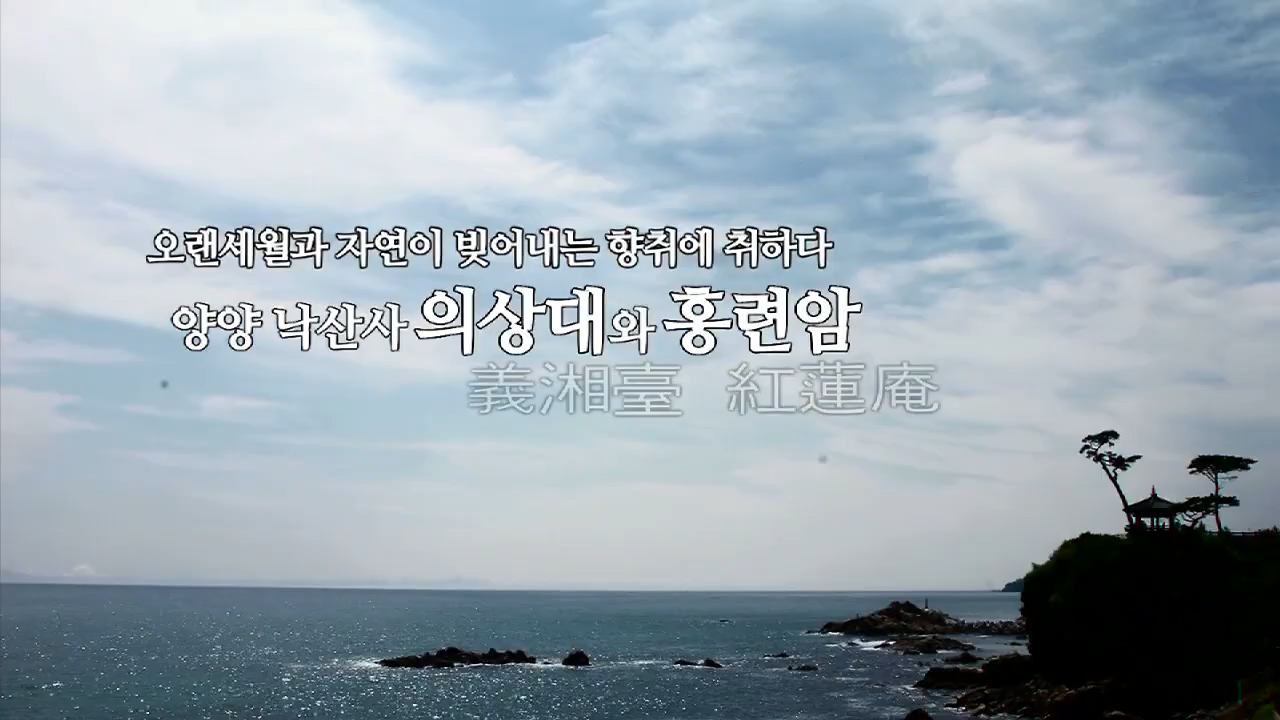 오랜세월과 자연이 빚어내는 향취에 취하다
양양 낙산사 의상대와 홍련암
義湘臺 紅蓮庵